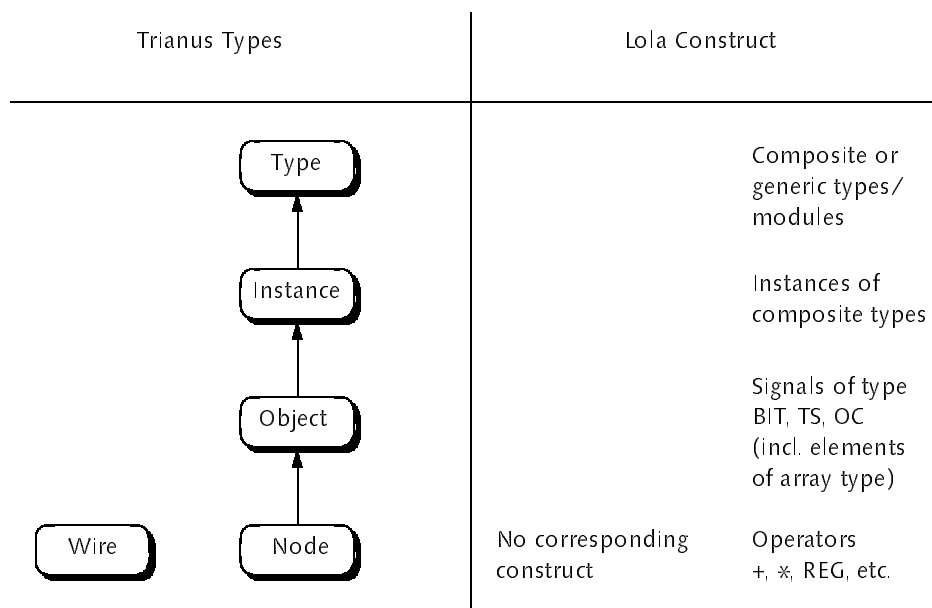 Trianus Types
Lola Construct
Type
Composite or
generic types/
modules
Instance
Instances of
composite types
Object
Signals of type
BIT, TS, OC
(incl. elements
of array type)
Wire
Node
No corresponding
construct
Operators
+, *, REG, etc.